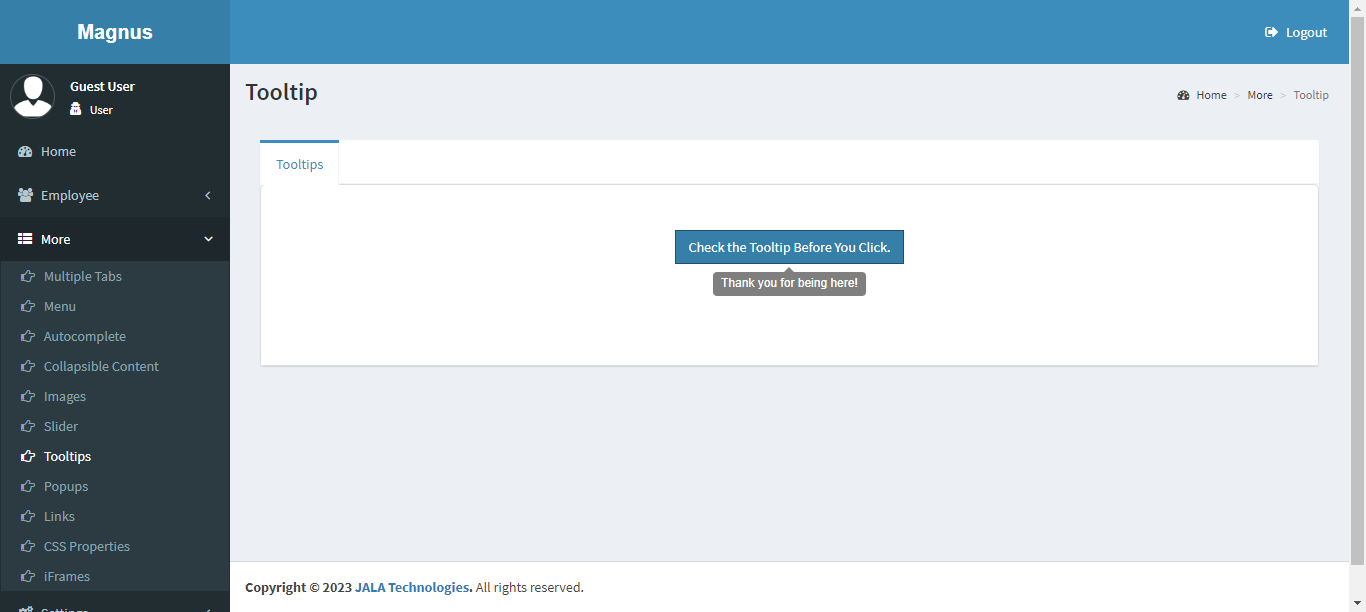 Magnus
Logout
Guest User
User
Home
Employee
More
Multiple Tabs
Menu
Autocomplete
Collapsible Content
Images
Slider
Tooltips
Popups
Links
CSS Properties
iFrames
Settings
Tooltip
Home > More > Tooltip
Tooltips
Check the Tooltip Before You Click.
Thank you for being here!
Copyright © 2023 JALA Technologies. All rights reserved.